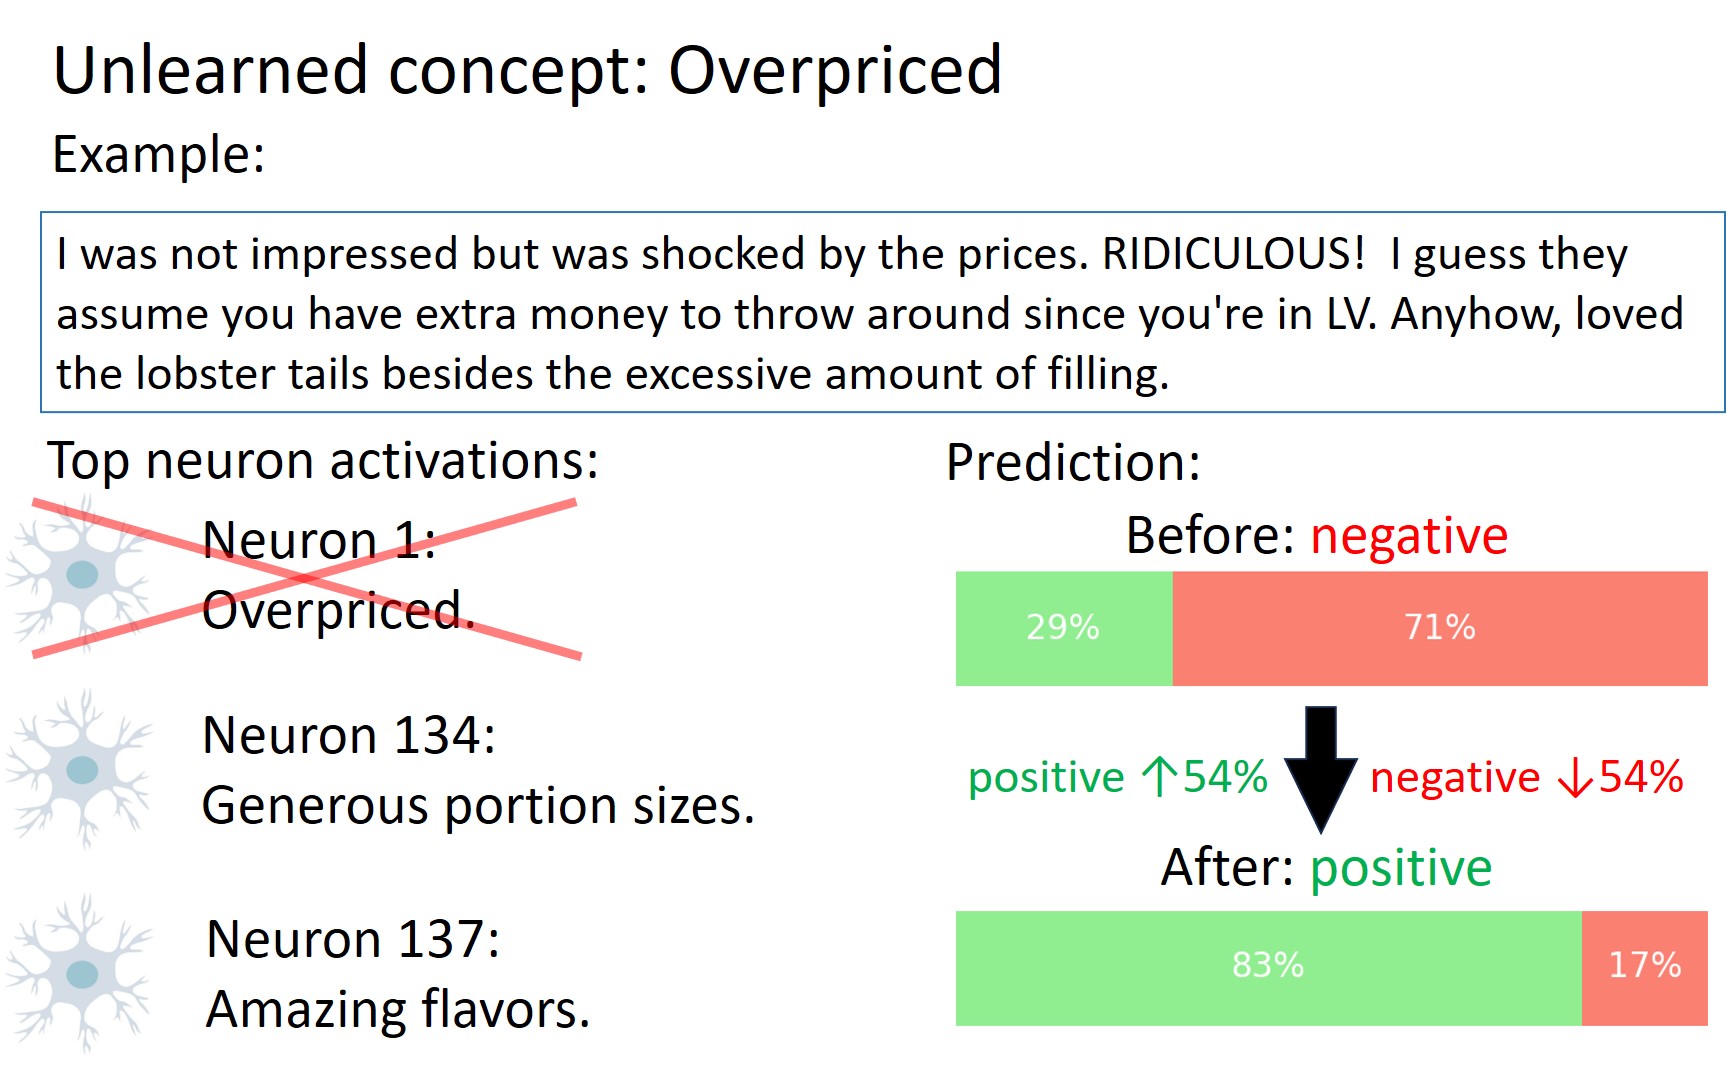 Unlearned concept: Overpriced
Example:
I was not impressed but was shocked by the prices. RIDICULOUS!  I guess they
assume you have extra money to throw around since you're in LV. Anyhow, loved
the lobster tails besides the excessive amount of filling.
Top neuron activations:
Neuron 1:
Overpriced.
Neuron 134:
Generous portion sizes.
Neuron 137:
Amazing flavors.
Prediction:
Before: negative
29% 71%
positive ↑54% negative ↓54%
After: positive
83% 17%